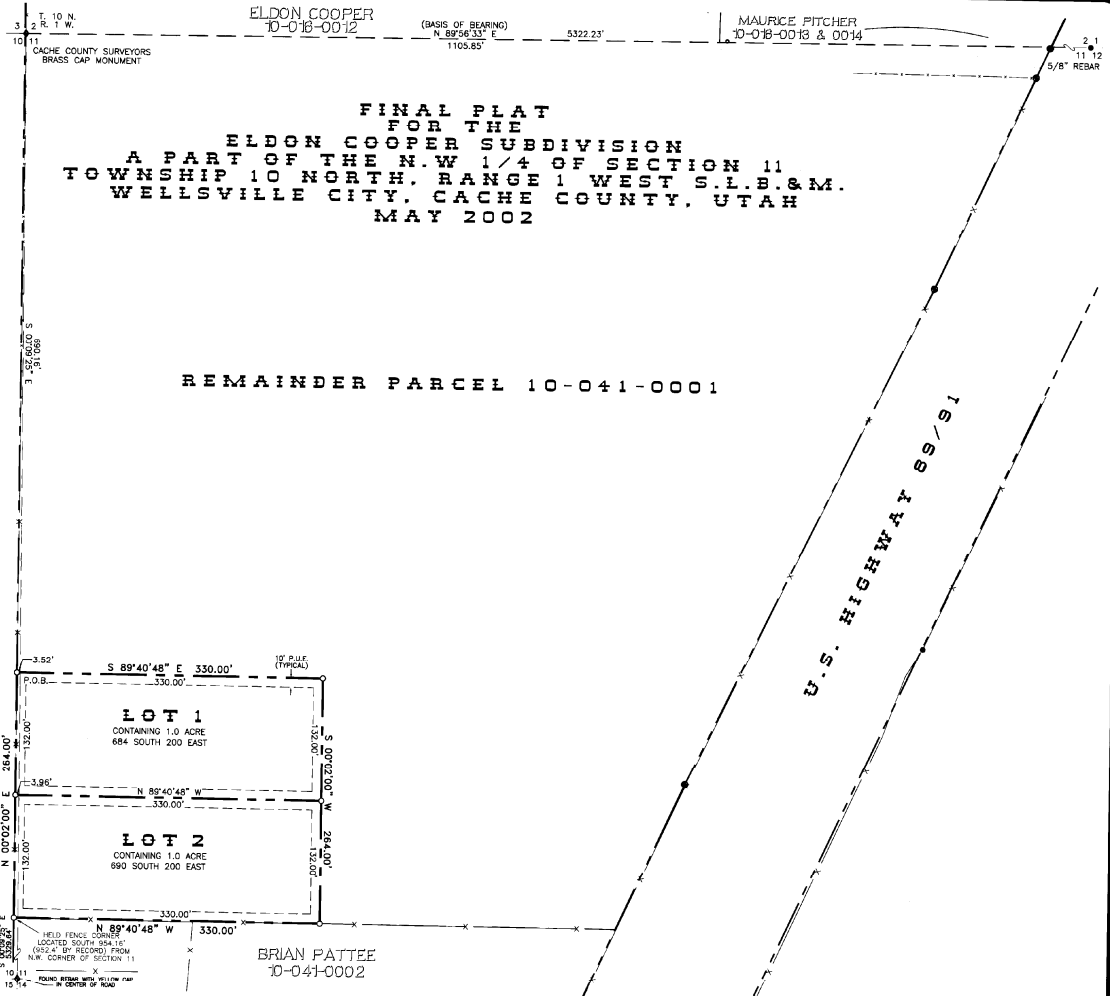 T. 10 N.
R. 1 W.
3 2
10 11
CACHE COUNTY SURVEYORS
BRASS CAP MONUMENT
ELDON COOPER
10-016-0012
(BASIS OF BEARING)
N 89°56'33" E 5322.23'
1105.85'
MAURICE PITCHER
10-016-0013 & 0014
2 1
11 12
5/8" REBAR
FINAL PLAT
FOR THE
ELDON COOPER SUBDIVISION
A PART OF THE N.W 1/4 OF SECTION 11
TOWNSHIP 10 NORTH, RANGE 1 WEST S.L.B.&M.
WELLSVILLE CITY, CACHE COUNTY, UTAH
MAY 2002
690.16'
S 0°09'25" E
REMAINDER PARCEL 10-041-0001
U.S. HIGHWAY 89/91
3.52'
S 89°40'48" E 330.00'
10' P.U.E.
(TYPICAL)
P.O.B.
330.00'
LOT 1
CONTAINING 1.0 ACRE
684 SOUTH 200 EAST
132.00'
132.00'
S 00°02'00" W 264.00'
N 00°02'00" E 264.00'
3.96'
N 89°40'48" W
330.00'
LOT 2
CONTAINING 1.0 ACRE
690 SOUTH 200 EAST
132.00'
132.00'
330.00'
N 89°40'48" W 330.00'
HELD FENCE CORNER
LOCATED SOUTH 954.16'
(952.4' BY RECORD) FROM
N.W. CORNER OF SECTION 11
BRIAN PATTEE
10-041-0002
10 11
15 14
FOUND REBAR WITH YELLOW CAP
IN CENTER OF ROAD